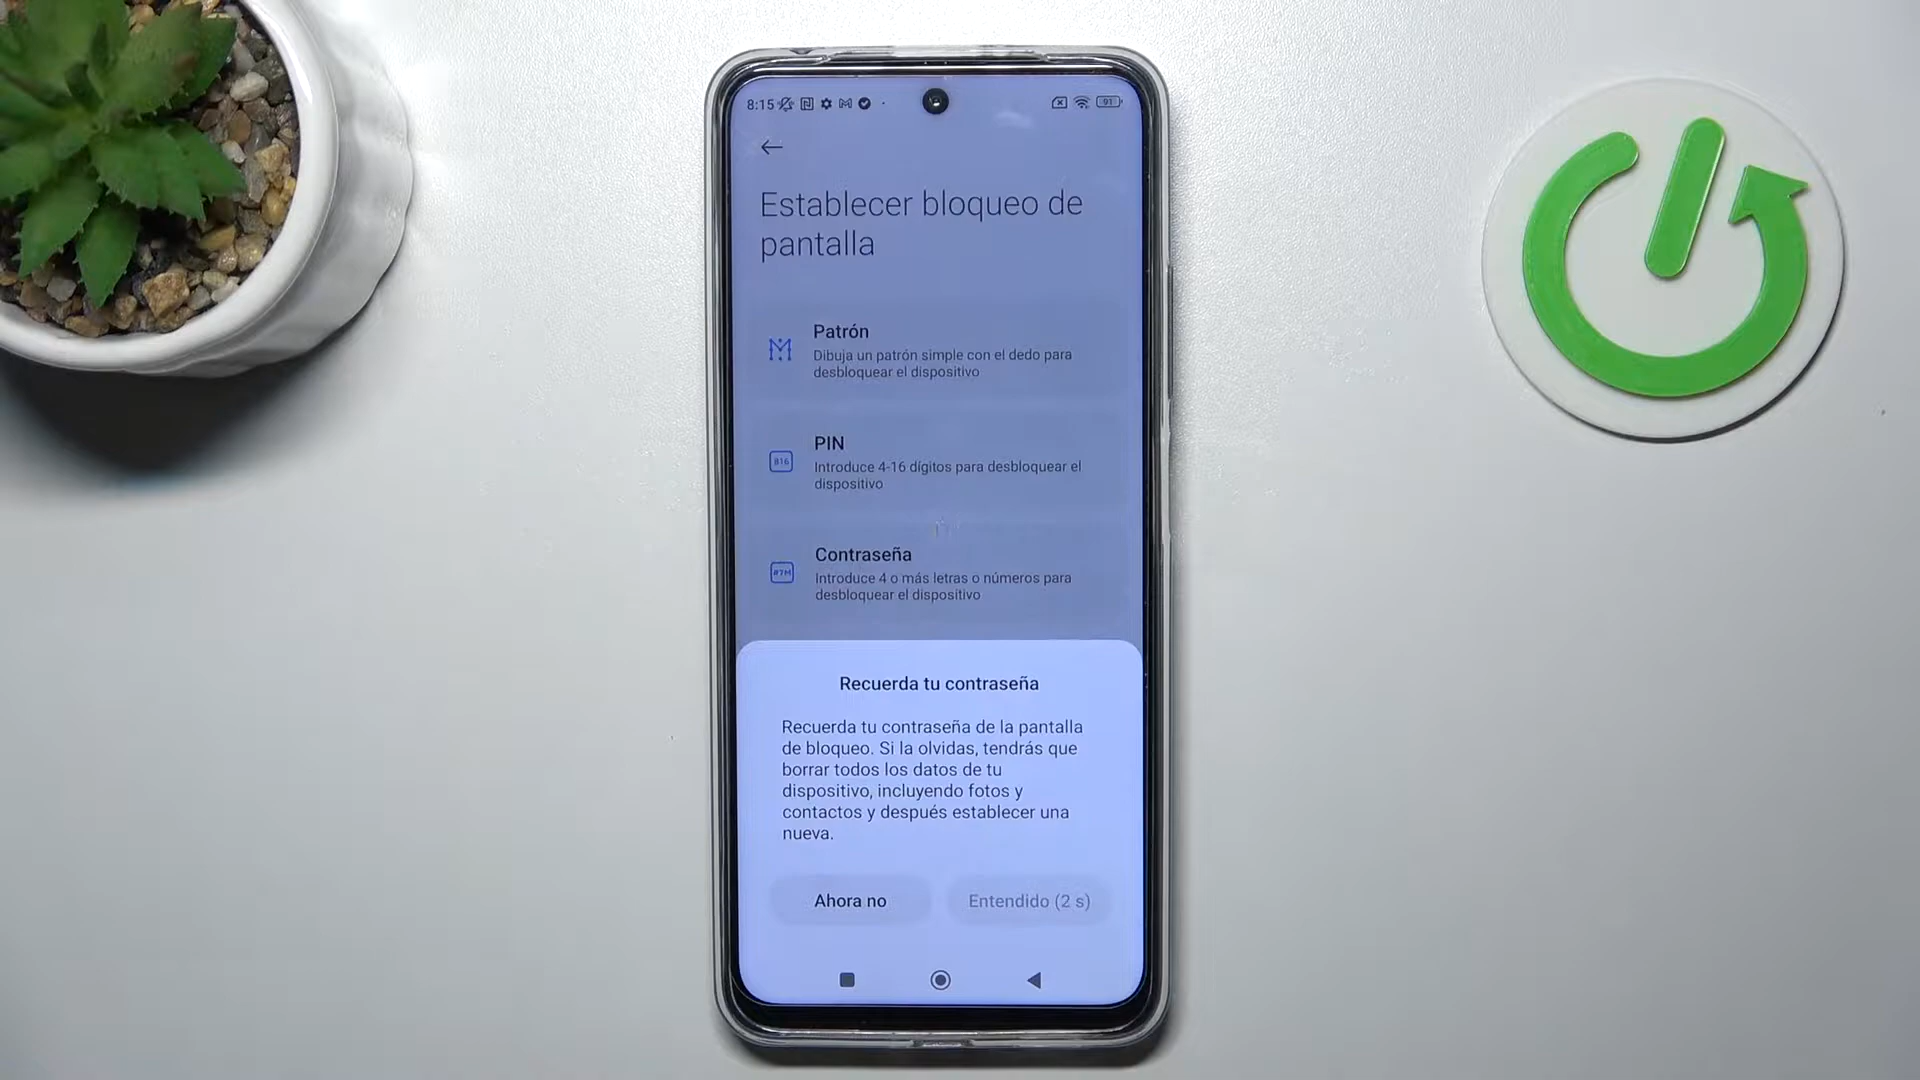 8:15
91
Establecer bloqueo de
pantalla
Patrón
Dibuja un patrón simple con el dedo para
desbloquear el dispositivo
PIN
816
Introduce 4-16 dígitos para desbloquear el
dispositivo
Contraseña
#7M
Introduce 4 o más letras o números para
desbloquear el dispositivo
Recuerda tu contraseña
Recuerda tu contraseña de la pantalla
de bloqueo. Si la olvidas, tendrás que
borrar todos los datos de tu
dispositivo, incluyendo fotos y
contactos y después establecer una
nueva.
Ahora no
Entendido (2 s)